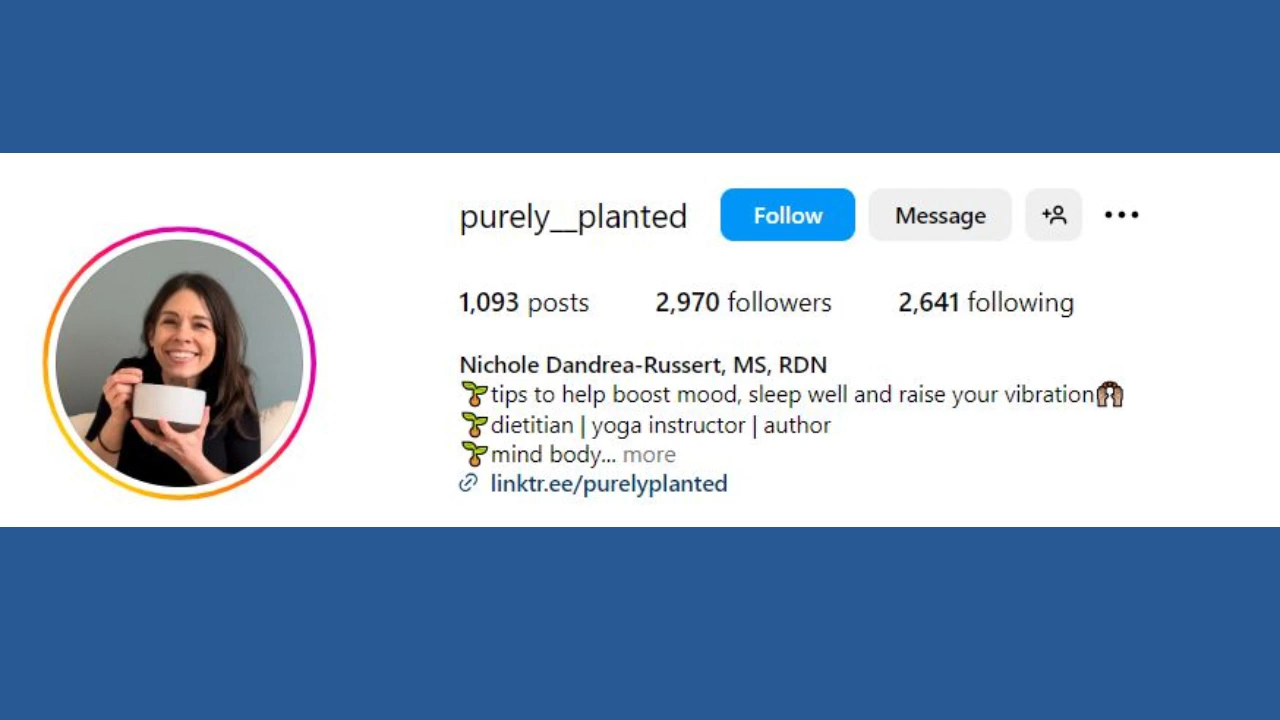 purely__planted Follow Message
1,093 posts 2,970 followers 2,641 following
Nichole Dandrea-Russert, MS, RDN
🌱tips to help boost mood, sleep well and raise your vibration🙌🏽
🌱dietitian | yoga instructor | author
🌱mind body... more
linktr.ee/purelyplanted